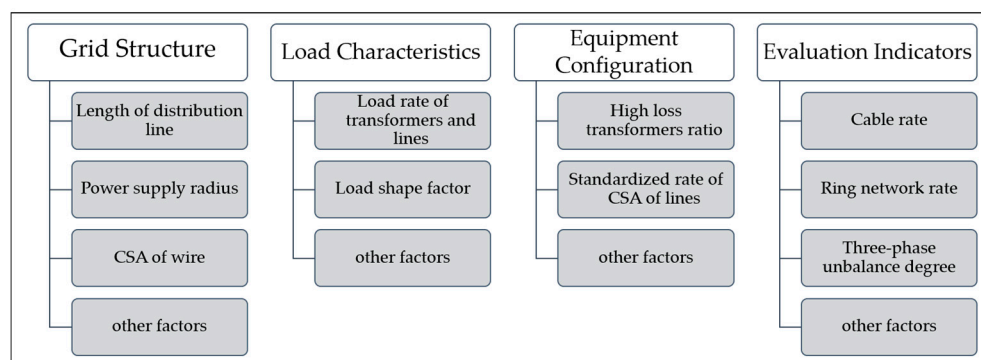 Grid Structure
Length of distribution
line
Power supply radius
CSA of wire
other factors
Load Characteristics
Load rate of
transformers and
lines
Load shape factor
other factors
Equipment
Configuration
High loss
transformers ratio
Standardized rate of
CSA of lines
other factors
Evaluation Indicators
Cable rate
Ring network rate
Three-phase
unbalance degree
other factors